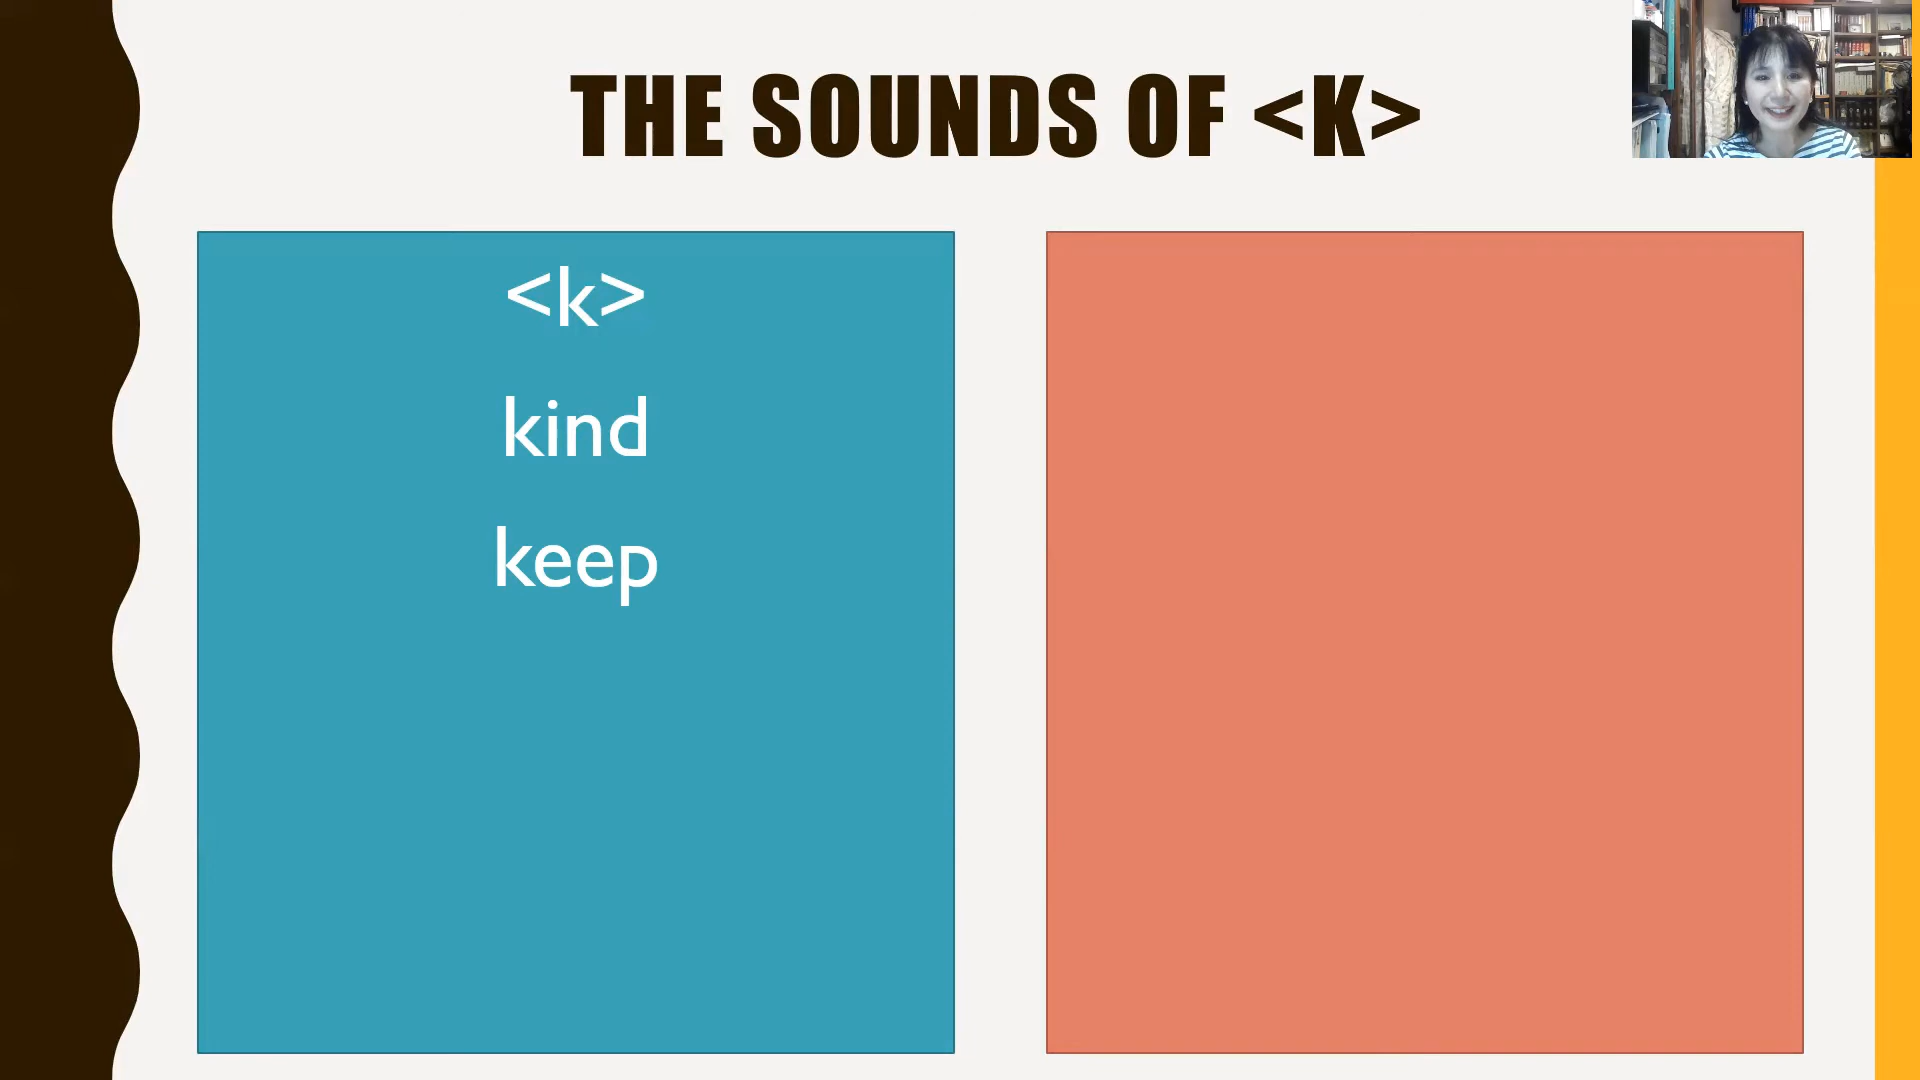 THE SOUNDS OF <K>
<k>
kind
keep